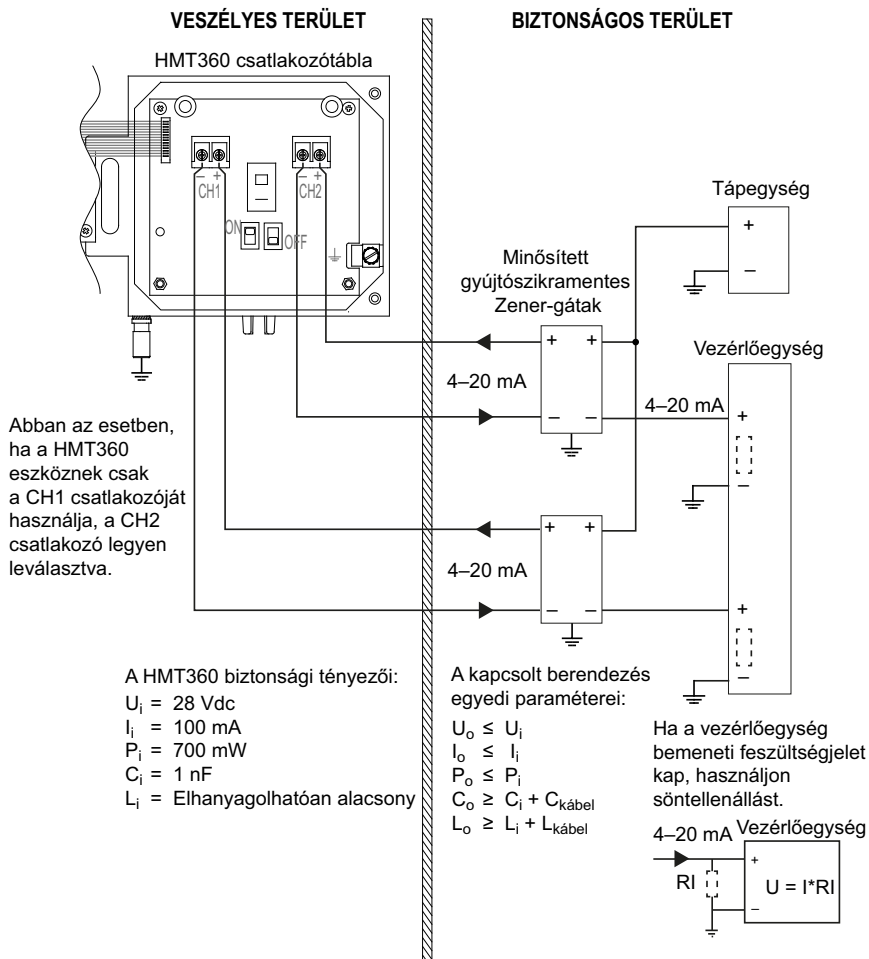 VESZÉLYES TERÜLET
BIZTONSÁGOS TERÜLET
HMT360 csatlakozótábla
– +
CH1
– +
CH2
ON
OFF
Tápegység
+
–
Minősített
gyújtószikramentes
Zener-gátak
+ +
– –
4–20 mA
4–20 mA
Vezérlőegység
+
–
+
–
+ +
– –
4–20 mA
Abban az esetben,
ha a HMT360
eszköznek csak
a CH1 csatlakozóját
használja, a CH2
csatlakozó legyen
leválasztva.
A HMT360 biztonsági tényezői:
Ui = 28 Vdc
Ii = 100 mA
Pi = 700 mW
Ci = 1 nF
Li = Elhanyagolhatóan alacsony
A kapcsolt berendezés
egyedi paraméterei:
Uo ≤ Ui
Io ≤ Ii
Po ≤ Pi
Co ≥ Ci + Ckábel
Lo ≥ Li + Lkábel
Ha a vezérlőegység
bemeneti feszültségjelet
kap, használjon
söntellenállást.
4–20 mA
Vezérlőegység
RI
+
U = I*RI
–